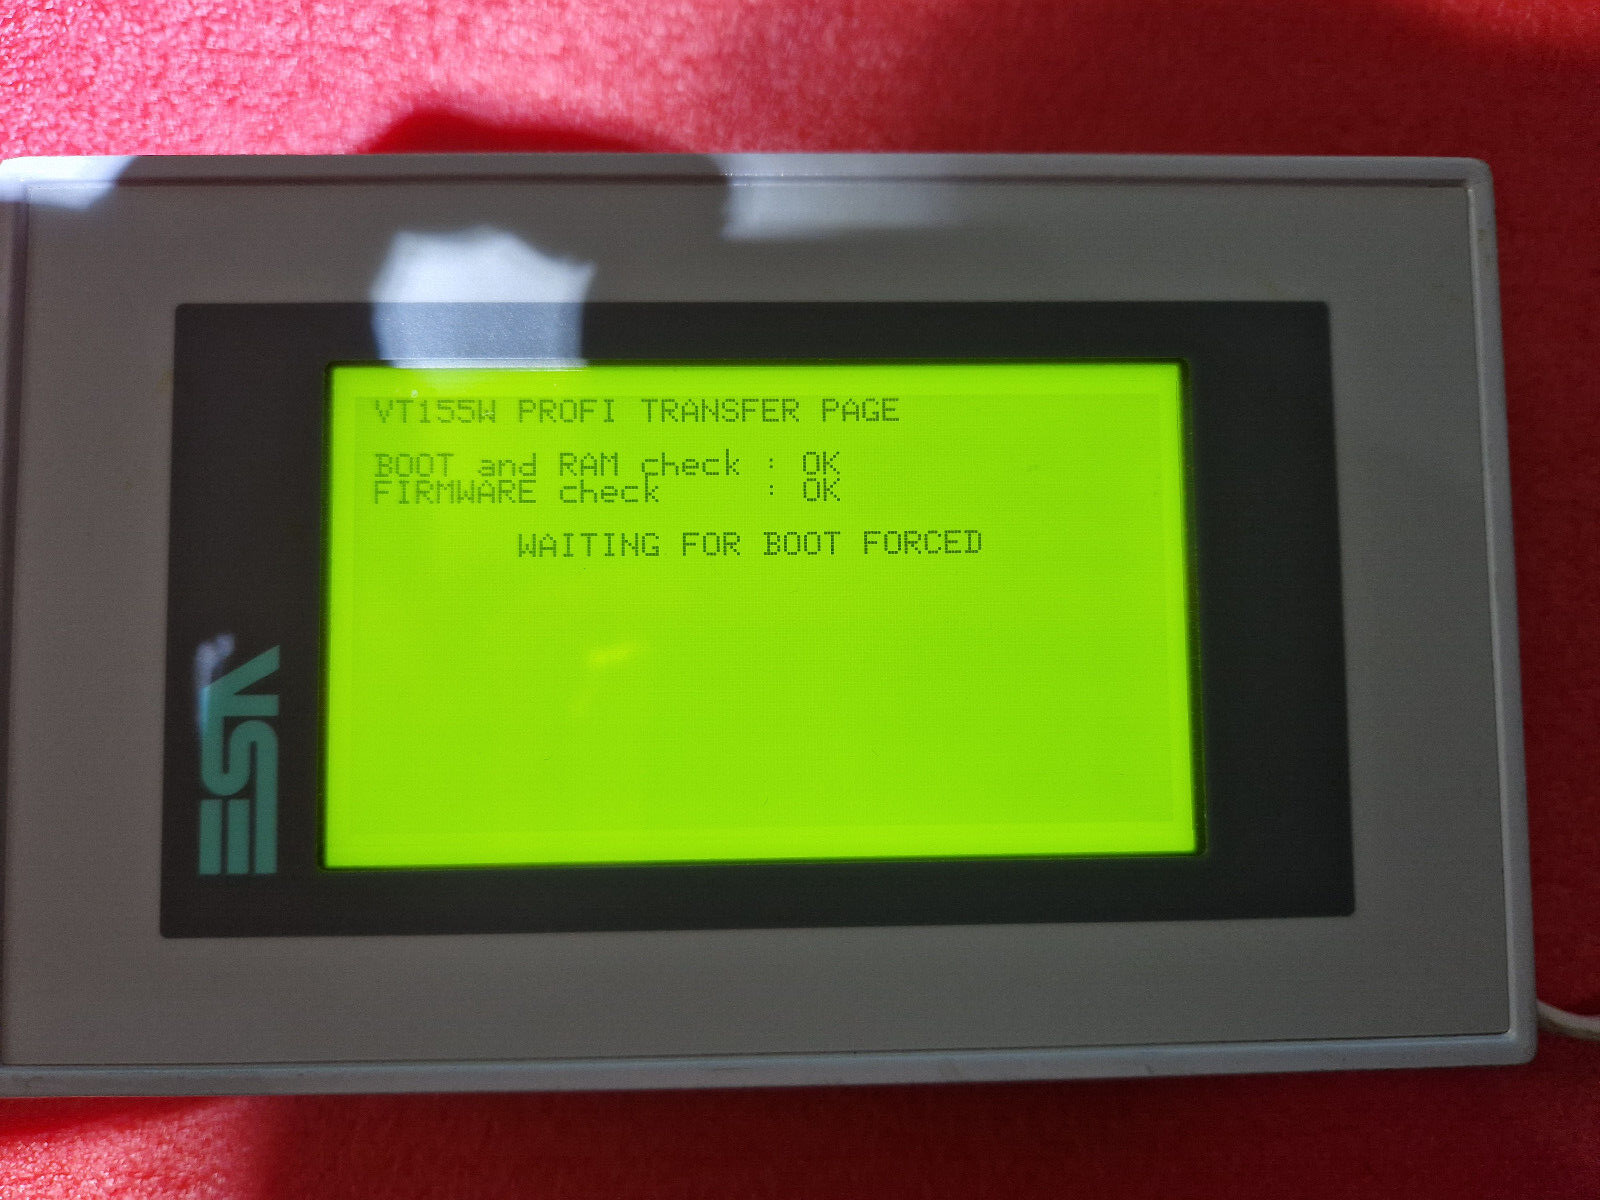 VT155W PROFI TRANSFER PAGE
BOOT and RAM check : OK
FIRMWARE check : OK
WAITING FOR BOOT FORCED
ESA